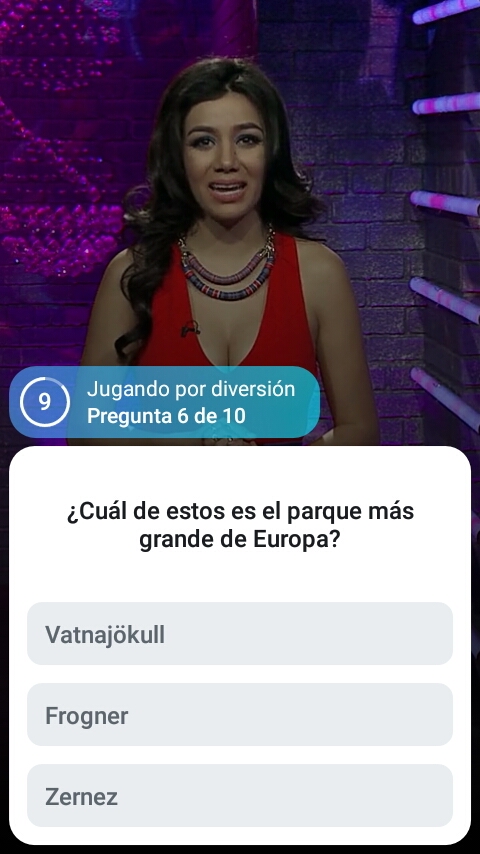 9
Jugando por diversión
Pregunta 6 de 10
¿Cuál de estos es el parque más
grande de Europa?
Vatnajökull
Frogner
Zernez